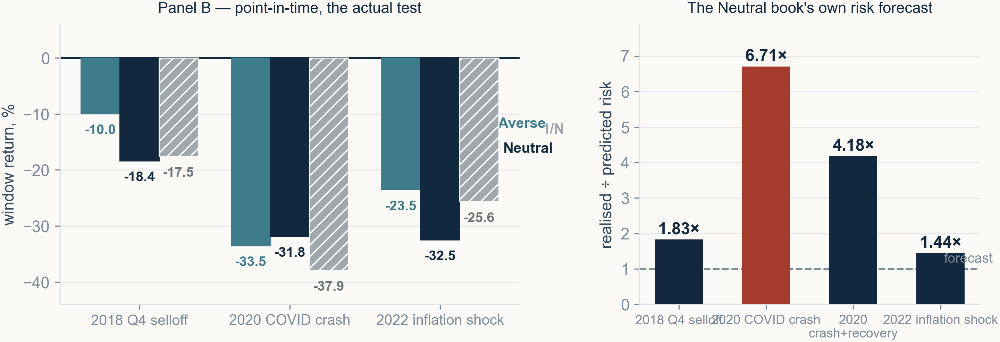 Panel B — point-in-time, the actual test
window return, %
0
−10
−20
−30
−40
-10.0
-18.4
-17.5
-33.5
-31.8
-37.9
-23.5
-32.5
-25.6
Averse
1/N
Neutral
2018 Q4 selloff
2020 COVID crash
2022 inflation shock
The Neutral book's own risk forecast
realised ÷ predicted risk
7
6
5
4
3
2
1
0
1.83×
6.71×
4.18×
1.44×
forecast
2018 Q4 selloff
2020 COVID crash
2020
crash+recovery
2022 inflation shock